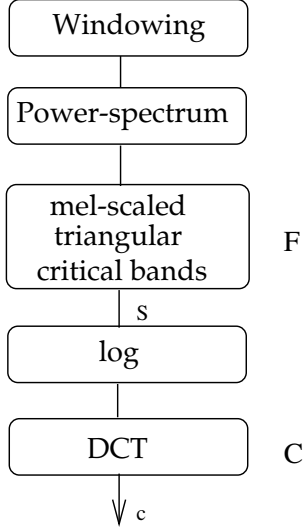 Windowing
Power-spectrum
mel-scaled
triangular
critical bands
F
s
log
DCT
C
c